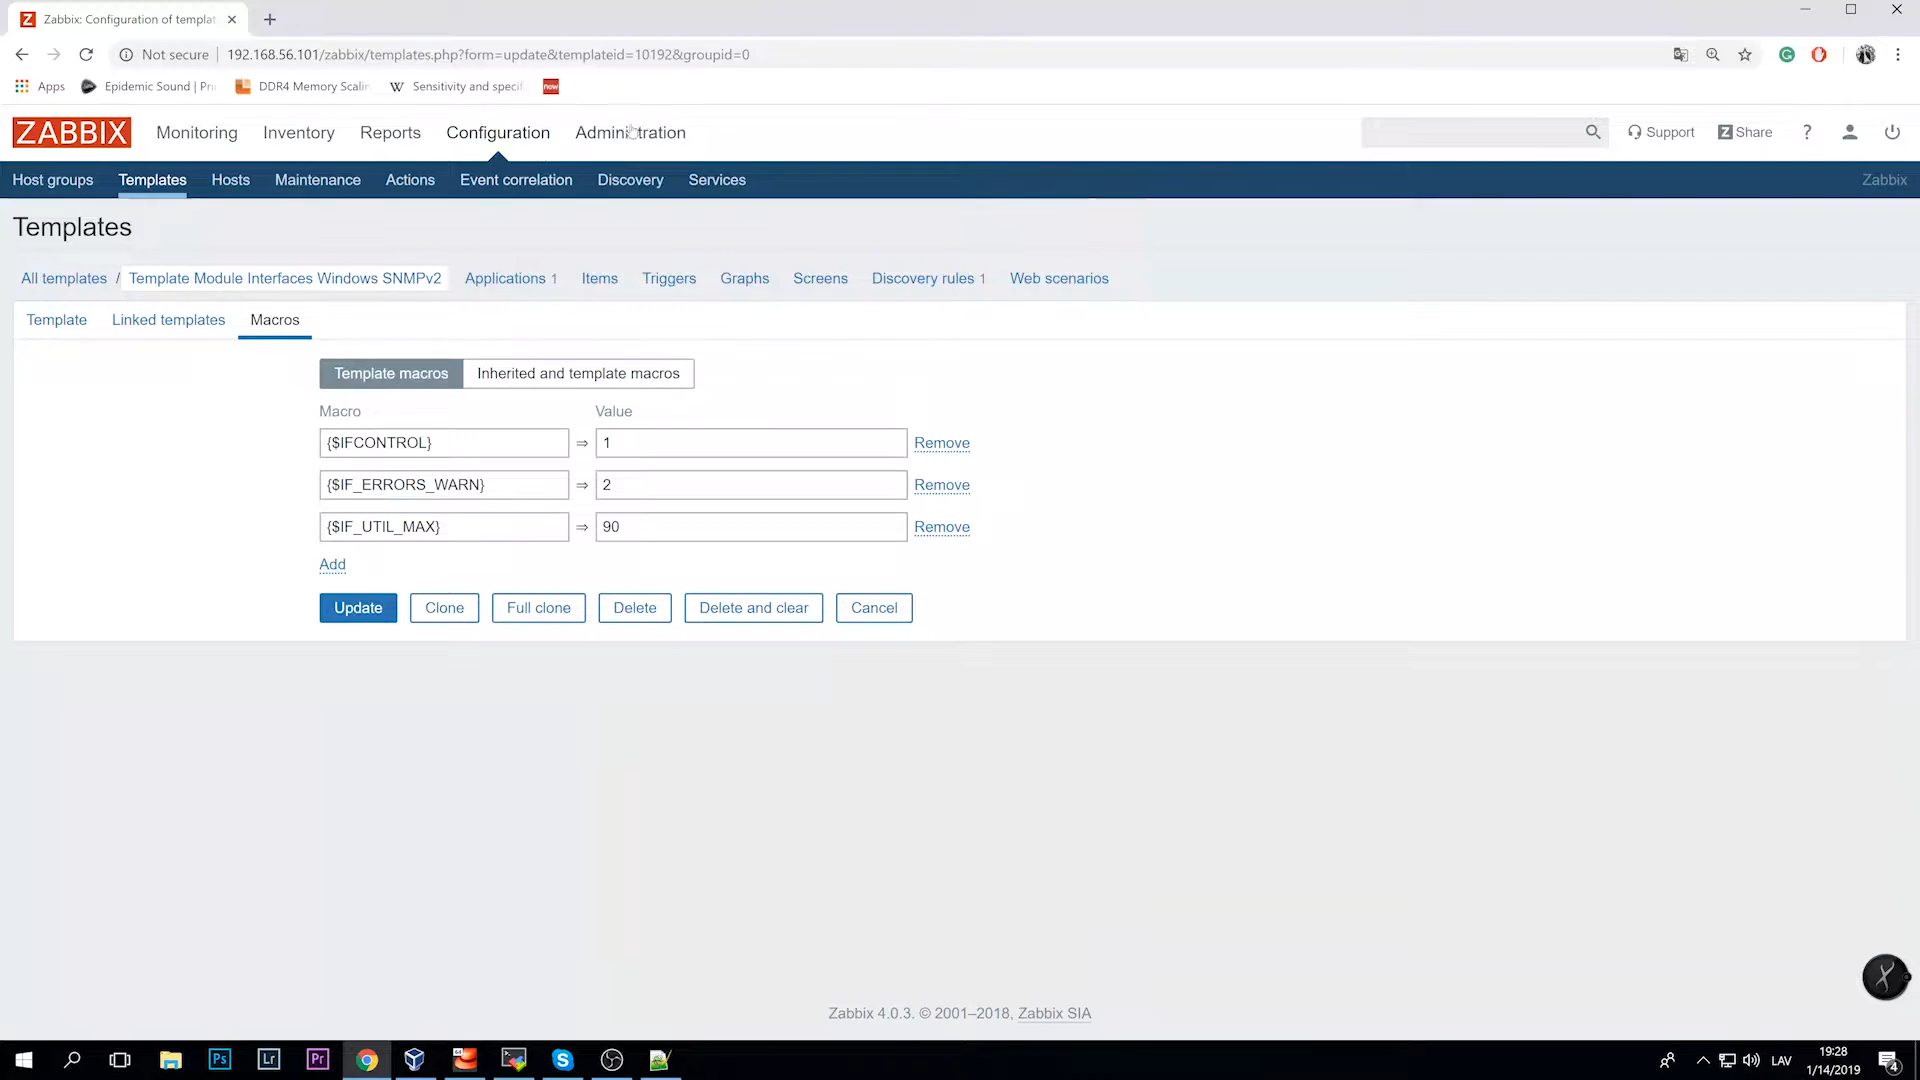 Zabbix: Configuration of templat
Not secure 192.168.56.101/zabbix/templates.php?form=update&templateid=10192&groupid=0
Apps Epidemic Sound | Pr DDR4 Memory Scalin W Sensitivity and specif now
ZABBIX Monitoring Inventory Reports Configuration Administration Support Z Share ?
Host groups Templates Hosts Maintenance Actions Event correlation Discovery Services Zabbix
Templates
All templates / Template Module Interfaces Windows SNMPv2 Applications 1 Items Triggers Graphs Screens Discovery rules 1 Web scenarios
Template Linked templates Macros
Template macros Inherited and template macros
Macro Value
{$IFCONTROL} ⇒ 1 Remove
{$IF_ERRORS_WARN} ⇒ 2 Remove
{$IF_UTIL_MAX} ⇒ 90 Remove
Add
Update Clone Full clone Delete Delete and clear Cancel
Zabbix 4.0.3. © 2001–2018, Zabbix SIA
Ps Lr Pr LAV 19:28
1/14/2019 4